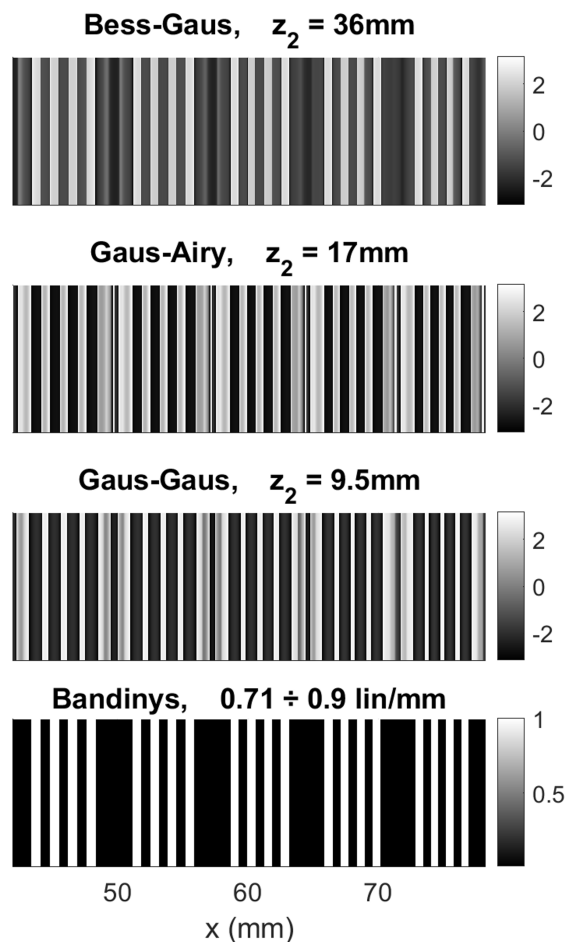 Bess-Gaus, z2 = 36mm
2
0
-2
Gaus-Airy, z2 = 17mm
2
0
-2
Gaus-Gaus, z2 = 9.5mm
2
0
-2
Bandinys, 0.71 ÷ 0.9 lin/mm
1
0.5
50 60 70
x (mm)